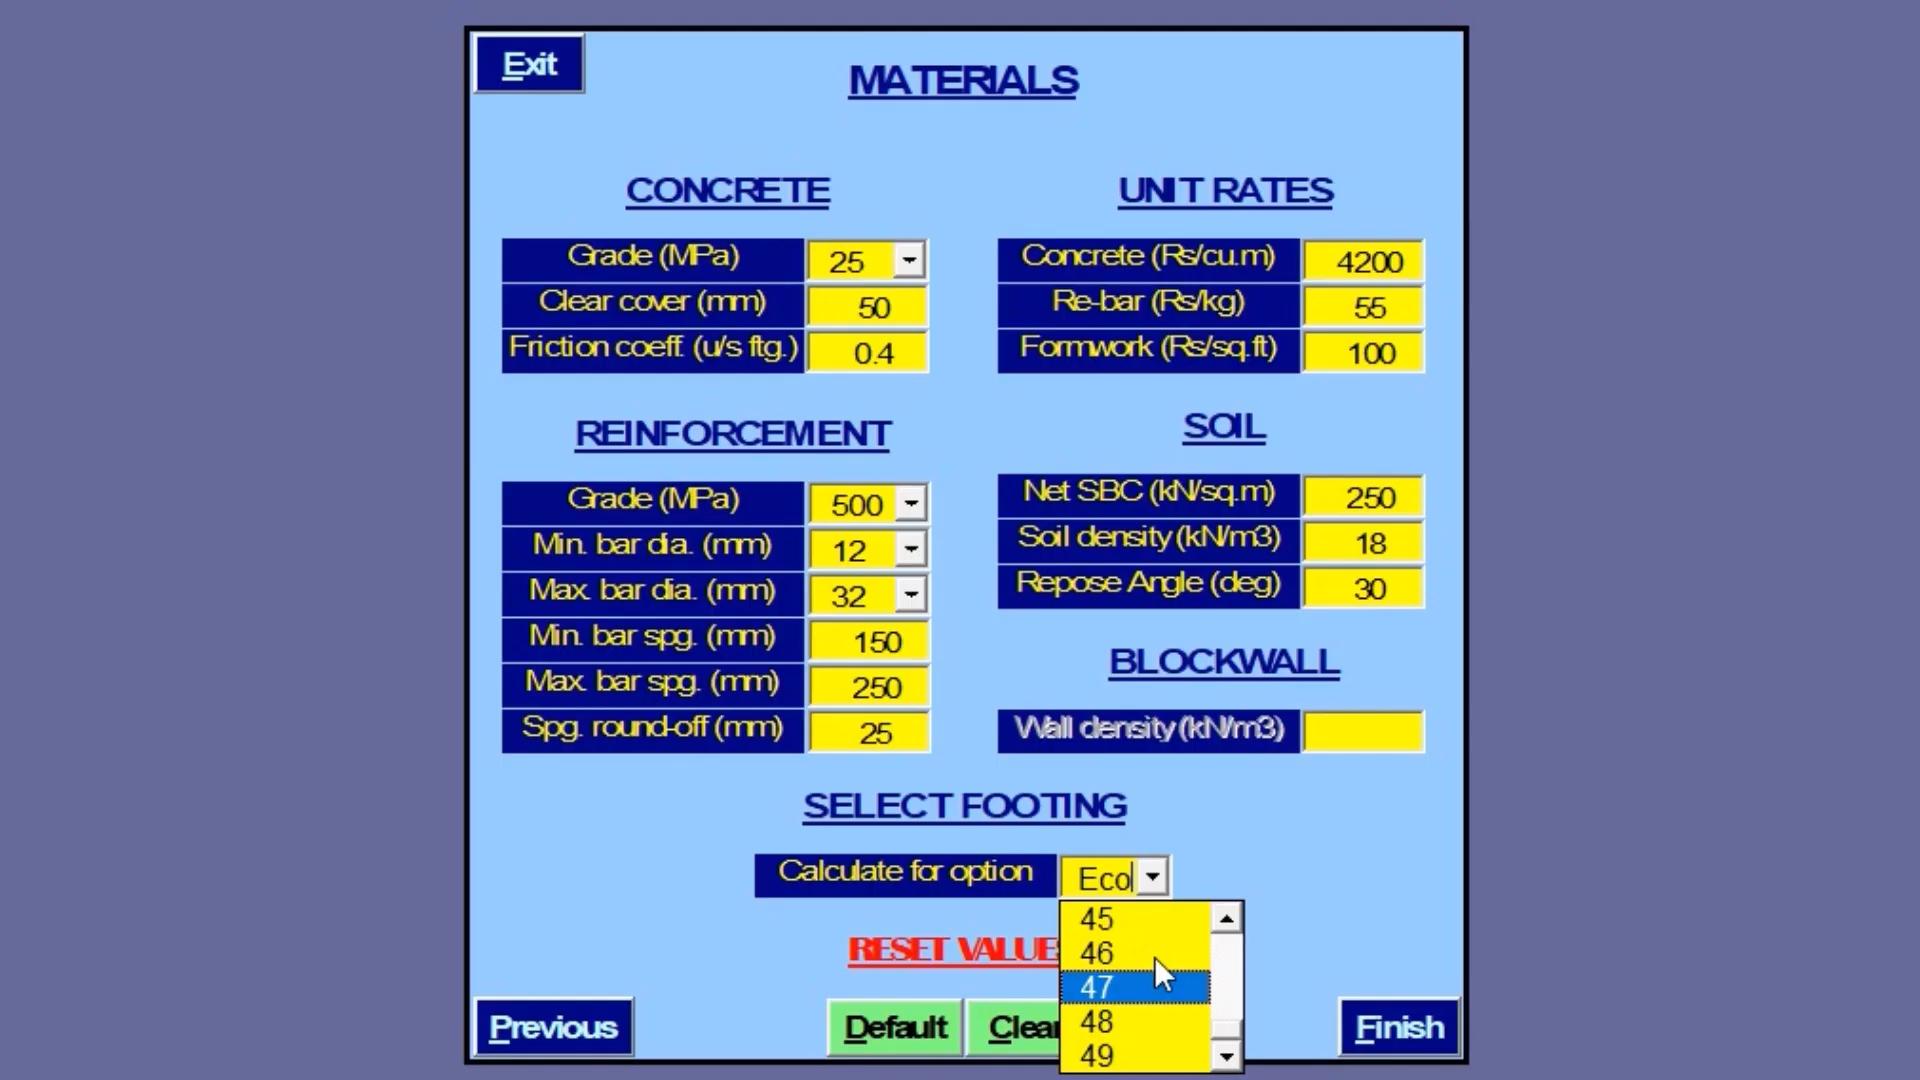 Exit
MATERIALS
CONCRETE
Grade (MPa) 25
Clear cover (mm) 50
Friction coeff. (u/s ftg.) 0.4
UNIT RATES
Concrete (Rs/cu.m) 4200
Re-bar (Rs/kg) 55
Formwork (Rs/sq.ft) 100
REINFORCEMENT
Grade (MPa) 500
Min. bar dia. (mm) 12
Max. bar dia. (mm) 32
Min. bar spg. (mm) 150
Max. bar spg. (mm) 250
Spg. round-off (mm) 25
SOIL
Net SBC (kN/sq.m) 250
Soil density (kN/m3) 18
Repose Angle (deg) 30
BLOCKWALL
Wall density (kN/m3)
SELECT FOOTING
Calculate for option Eco
45
46
47
48
49
RESET VALUES
Previous
Default
Clear
Finish